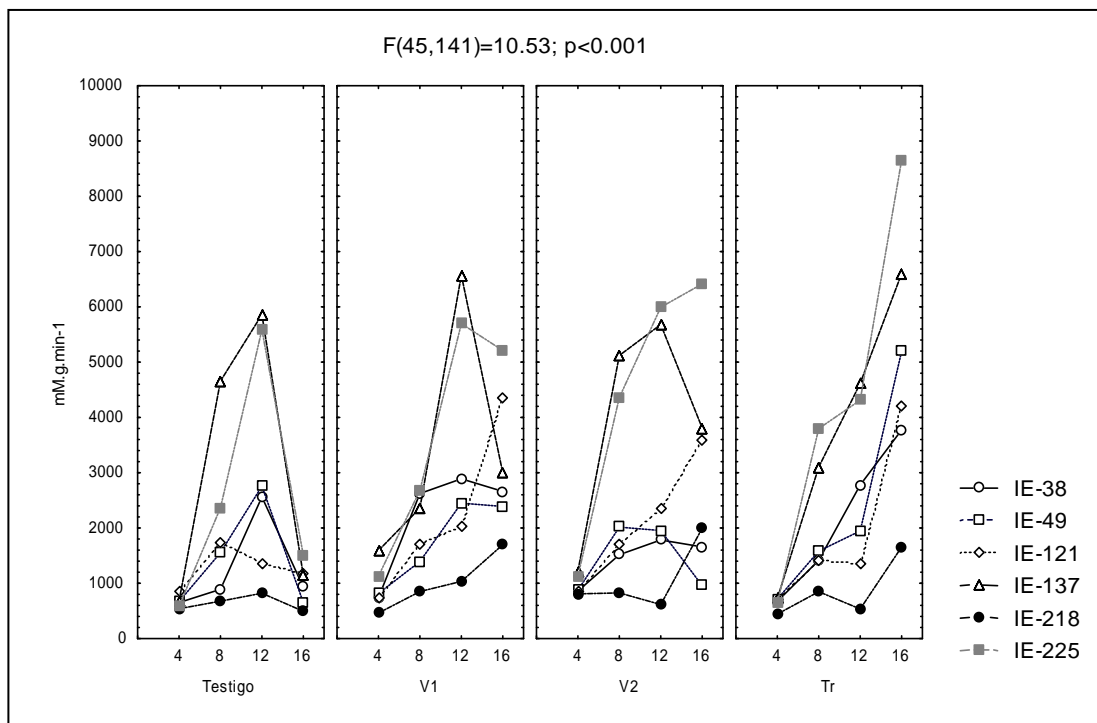 F(45,141)=10.53; p<0.001
mM.g.min-1
10000
9000
8000
7000
6000
5000
4000
3000
2000
1000
0
4 8 12 16 4 8 12 16 4 8 12 16 4 8 12 16
Testigo V1 V2 Tr
IE-38
IE-49
IE-121
IE-137
IE-218
IE-225